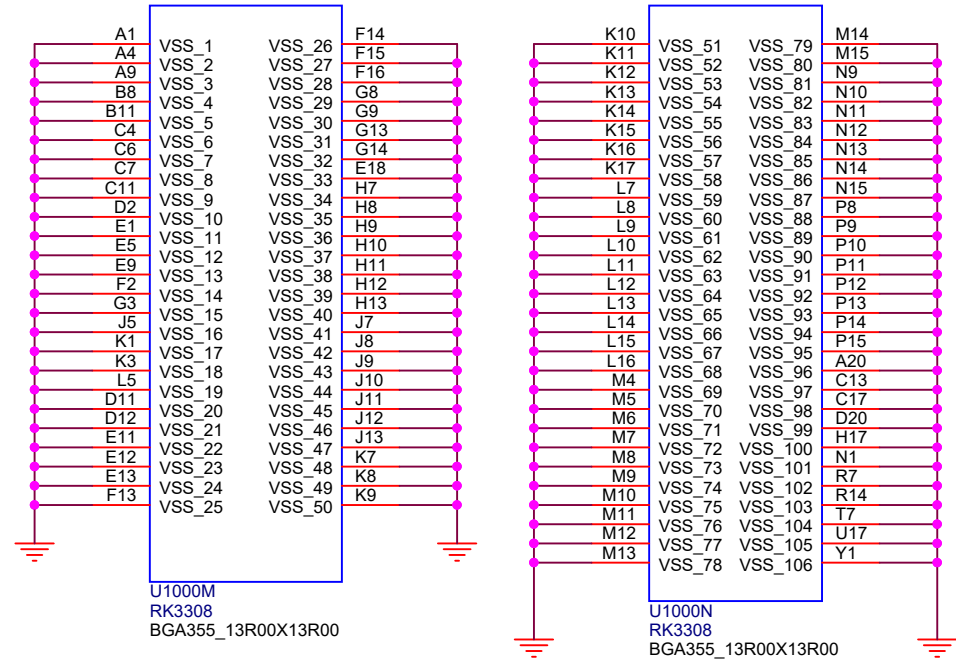 A1 VSS_1 VSS_26 F14
A4 VSS_2 VSS_27 F15
A9 VSS_3 VSS_28 F16
B8 VSS_4 VSS_29 G8
B11 VSS_5 VSS_30 G9
C4 VSS_6 VSS_31 G13
C6 VSS_7 VSS_32 G14
C7 VSS_8 VSS_33 E18
C11 VSS_9 VSS_34 H7
D2 VSS_10 VSS_35 H8
E1 VSS_11 VSS_36 H9
E5 VSS_12 VSS_37 H10
E9 VSS_13 VSS_38 H11
F2 VSS_14 VSS_39 H12
G3 VSS_15 VSS_40 H13
J5 VSS_16 VSS_41 J7
K1 VSS_17 VSS_42 J8
K3 VSS_18 VSS_43 J9
L5 VSS_19 VSS_44 J10
D11 VSS_20 VSS_45 J11
D12 VSS_21 VSS_46 J12
E11 VSS_22 VSS_47 J13
E12 VSS_23 VSS_48 K7
E13 VSS_24 VSS_49 K8
F13 VSS_25 VSS_50 K9
U1000M
RK3308
BGA355_13R00X13R00
K10 VSS_51 VSS_79 M14
K11 VSS_52 VSS_80 M15
K12 VSS_53 VSS_81 N9
K13 VSS_54 VSS_82 N10
K14 VSS_55 VSS_83 N11
K15 VSS_56 VSS_84 N12
K16 VSS_57 VSS_85 N13
K17 VSS_58 VSS_86 N14
L7 VSS_59 VSS_87 N15
L8 VSS_60 VSS_88 P8
L9 VSS_61 VSS_89 P9
L10 VSS_62 VSS_90 P10
L11 VSS_63 VSS_91 P11
L12 VSS_64 VSS_92 P12
L13 VSS_65 VSS_93 P13
L14 VSS_66 VSS_94 P14
L15 VSS_67 VSS_95 P15
L16 VSS_68 VSS_96 A20
M4 VSS_69 VSS_97 C13
M5 VSS_70 VSS_98 C17
M6 VSS_71 VSS_99 D20
M7 VSS_72 VSS_100 H17
M8 VSS_73 VSS_101 N1
M9 VSS_74 VSS_102 R7
M10 VSS_75 VSS_103 R14
M11 VSS_76 VSS_104 T7
M12 VSS_77 VSS_105 U17
M13 VSS_78 VSS_106 Y1
U1000N
RK3308
BGA355_13R00X13R00